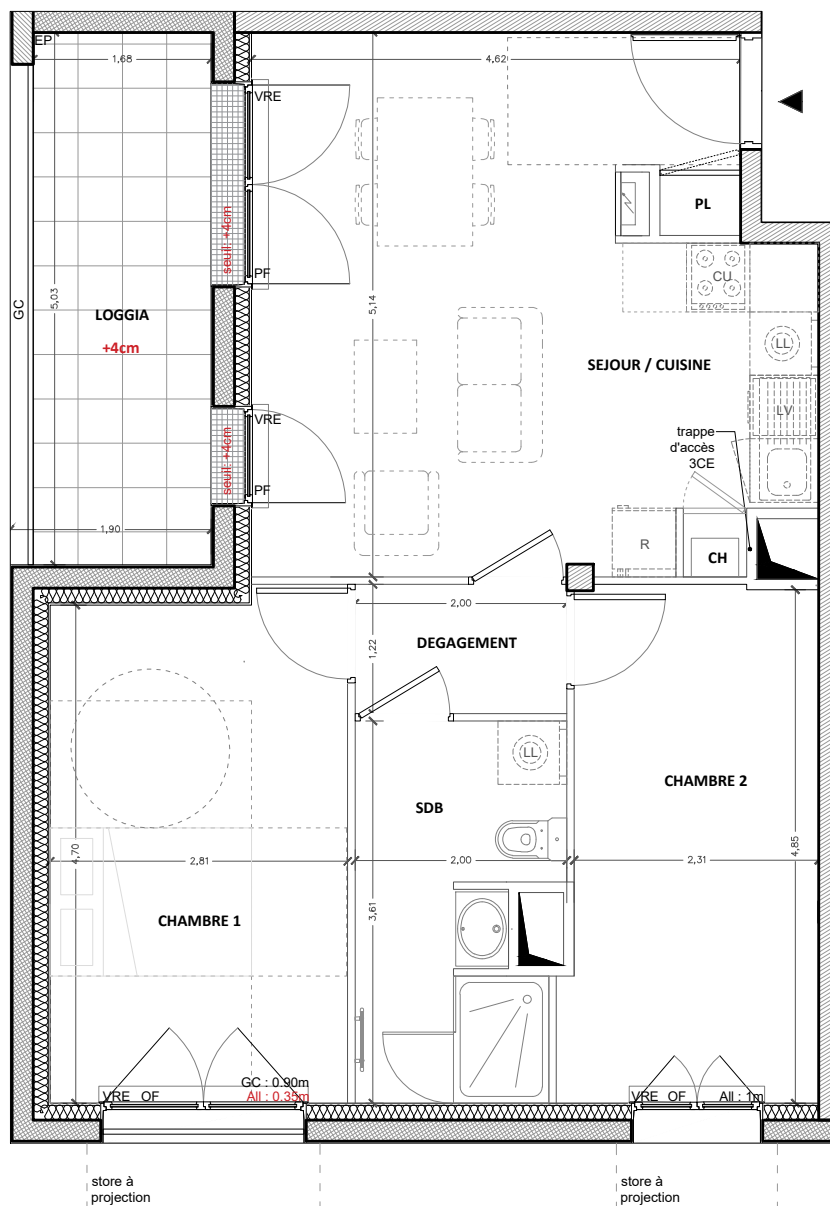 EP
1,68
4,62
VRE
PL
seuil: +4cm
PF
CU
GC
5,03
LOGGIA
+4cm
5,14
LL
SEJOUR / CUISINE
LV
VRE
trappe
d'accès
3CE
seuil: +4cm
PF
1,90
R
CH
2,00
1,22
DEGAGEMENT
LL
CHAMBRE 2
SDB
4,70
2,81
2,00
2,31
4,85
3,61
CHAMBRE 1
GC : 0.90m
VRE OF
All : 0.35m
VRE OF
All : 1m
store à
projection
store à
projection